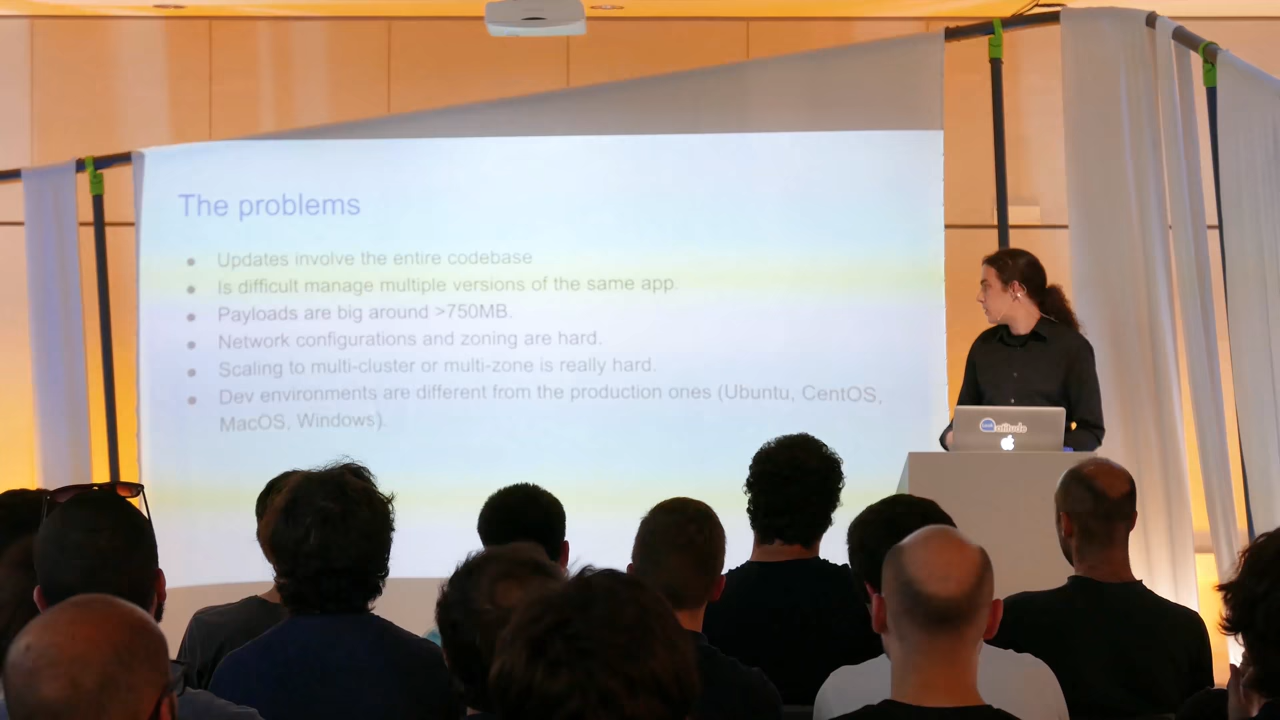 The problems
● Updates involve the entire codebase
● Is difficult manage multiple versions of the same app.
● Payloads are big around >750MB.
● Network configurations and zoning are hard.
● Scaling to multi-cluster or multi-zone is really hard.
● Dev environments are different from the production ones (Ubuntu, CentOS,
MacOS, Windows).